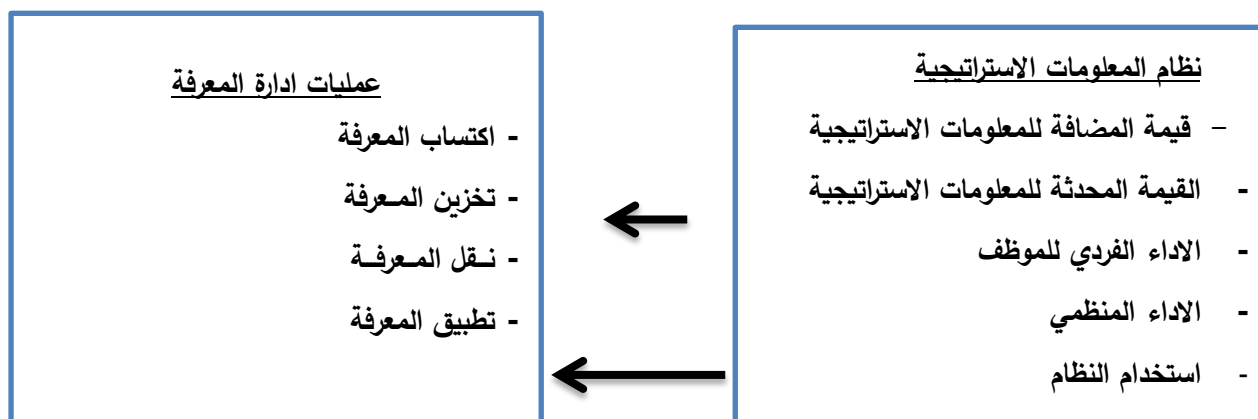 نظام المعلومات الاستراتيجية
– قيمة المضافة للمعلومات الاستراتيجية
- القيمة المحدثة للمعلومات الاستراتيجية
- الاداء الفردي للموظف
- الاداء المنظمي
- استخدام النظام
عمليات ادارة المعرفة
- اكتساب المعرفة
- تخزين المعرفة
- نقل المعرفة
- تطبيق المعرفة